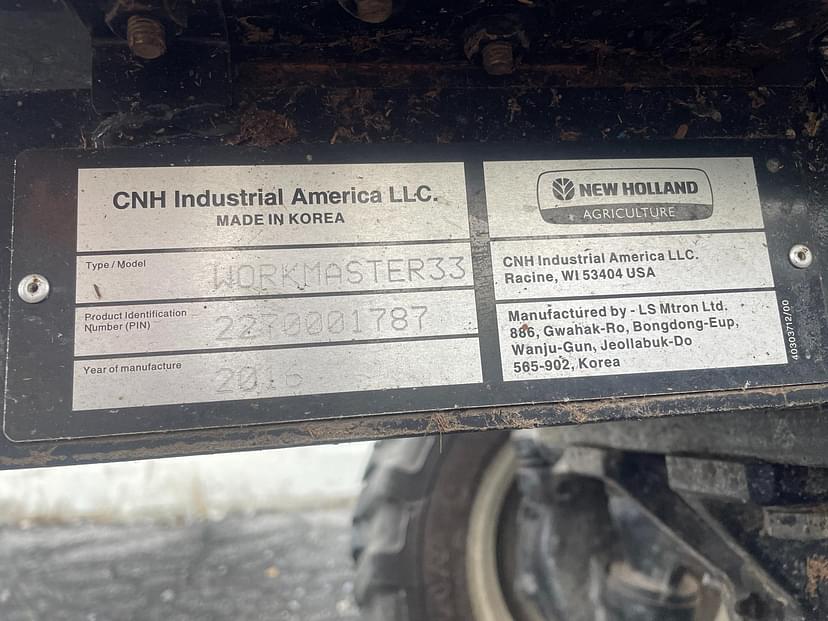 CNH Industrial America LLC.
MADE IN KOREA
Type / Model WORKMASTER33
Product Identification
Number (PIN) 2270001787
Year of manufacture
NEW HOLLAND
AGRICULTURE
CNH Industrial America LLC.
Racine, WI 53404 USA
Manufactured by - LS Mtron Ltd.
886, Gwahak-Ro, Bongdong-Eup,
Wanju-Gun, Jeollabuk-Do
565-902, Korea
40303712/00